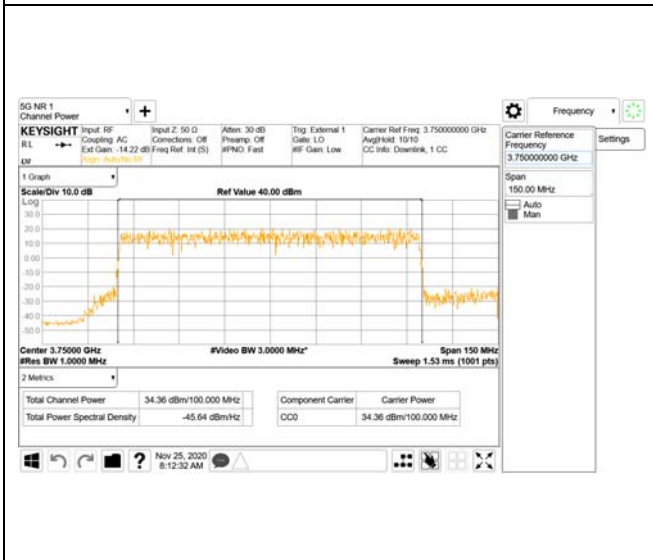 5G NR 1
Channel Power
+
Frequency
KEYSIGHT
RL
Input: RF
Coupling: AC
Ext Gain: -14.22 dB
Align: Auto/No RF
Input Z: 50 Ω
Corrections: Off
Freq Ref: Int (S)
Atten: 30 dB
Preamp: Off
#PNO: Fast
Trig: External 1
Gate: LO
#IF Gain: Low
Carrier Ref Freq: 3.750000000 GHz
Avg|Hold: 10/10
CC Info: Downlink, 1 CC
Carrier Reference
Frequency
3.750000000 GHz
Settings
Span
150.00 MHz
Auto
Man
1 Graph
Scale/Div 10.0 dB
Ref Value 40.00 dBm
Log
30.0
20.0
10.0
0.00
-10.0
-20.0
-30.0
-40.0
-50.0
Center 3.75000 GHz
#Video BW 3.0000 MHz*
Span 150 MHz
#Res BW 1.0000 MHz
Sweep 1.53 ms (1001 pts)
2 Metrics
Total Channel Power
34.36 dBm/100.000 MHz
Total Power Spectral Density
-45.64 dBm/Hz
Component Carrier
Carrier Power
CC0
34.36 dBm/100.000 MHz
?
Nov 25, 2020
8:12:32 AM